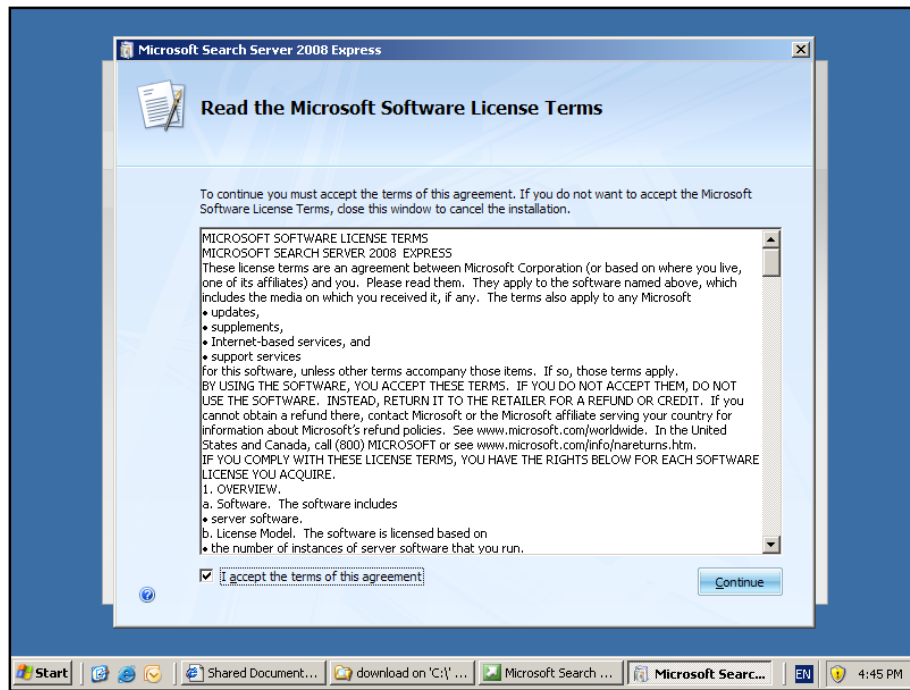 Microsoft Search Server 2008 Express
Read the Microsoft Software License Terms
To continue you must accept the terms of this agreement. If you do not want to accept the Microsoft
Software License Terms, close this window to cancel the installation.
MICROSOFT SOFTWARE LICENSE TERMS
MICROSOFT SEARCH SERVER 2008 EXPRESS
These license terms are an agreement between Microsoft Corporation (or based on where you live,
one of its affiliates) and you. Please read them. They apply to the software named above, which
includes the media on which you received it, if any. The terms also apply to any Microsoft
• updates,
• supplements,
• Internet-based services, and
• support services
for this software, unless other terms accompany those items. If so, those terms apply.
BY USING THE SOFTWARE, YOU ACCEPT THESE TERMS. IF YOU DO NOT ACCEPT THEM, DO NOT
USE THE SOFTWARE. INSTEAD, RETURN IT TO THE RETAILER FOR A REFUND OR CREDIT. If you
cannot obtain a refund there, contact Microsoft or the Microsoft affiliate serving your country for
information about Microsoft's refund policies. See www.microsoft.com/worldwide. In the United
States and Canada, call (800) MICROSOFT or see www.microsoft.com/info/nareturns.htm.
IF YOU COMPLY WITH THESE LICENSE TERMS, YOU HAVE THE RIGHTS BELOW FOR EACH SOFTWARE
LICENSE YOU ACQUIRE.
1. OVERVIEW.
a. Software. The software includes
• server software.
b. License Model. The software is licensed based on
• the number of instances of server software that you run.
I accept the terms of this agreement
Continue
Start
Shared Document...
download on 'C:\' ...
Microsoft Search ...
Microsoft Searc...
EN
4:45 PM